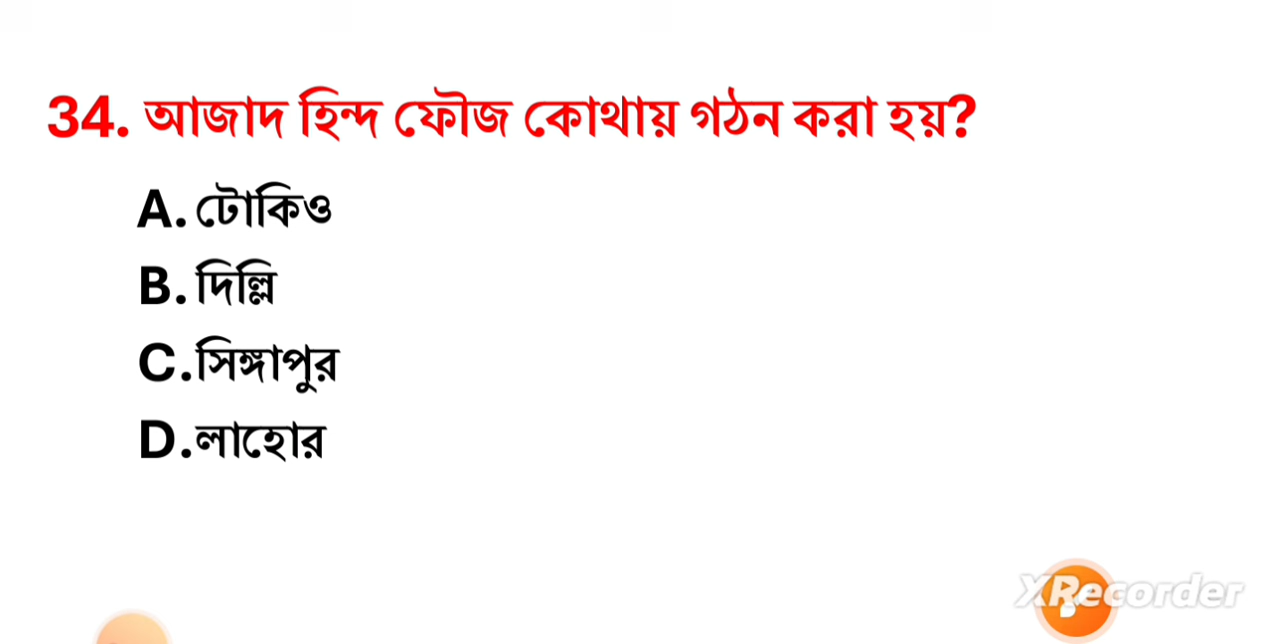 34. আজাদ হিন্দ ফৌজ কোথায় গঠন করা হয়?
A. টোকিও
B. দিল্লি
C.সিঙ্গাপুর
D.লাহোর
XRecorder